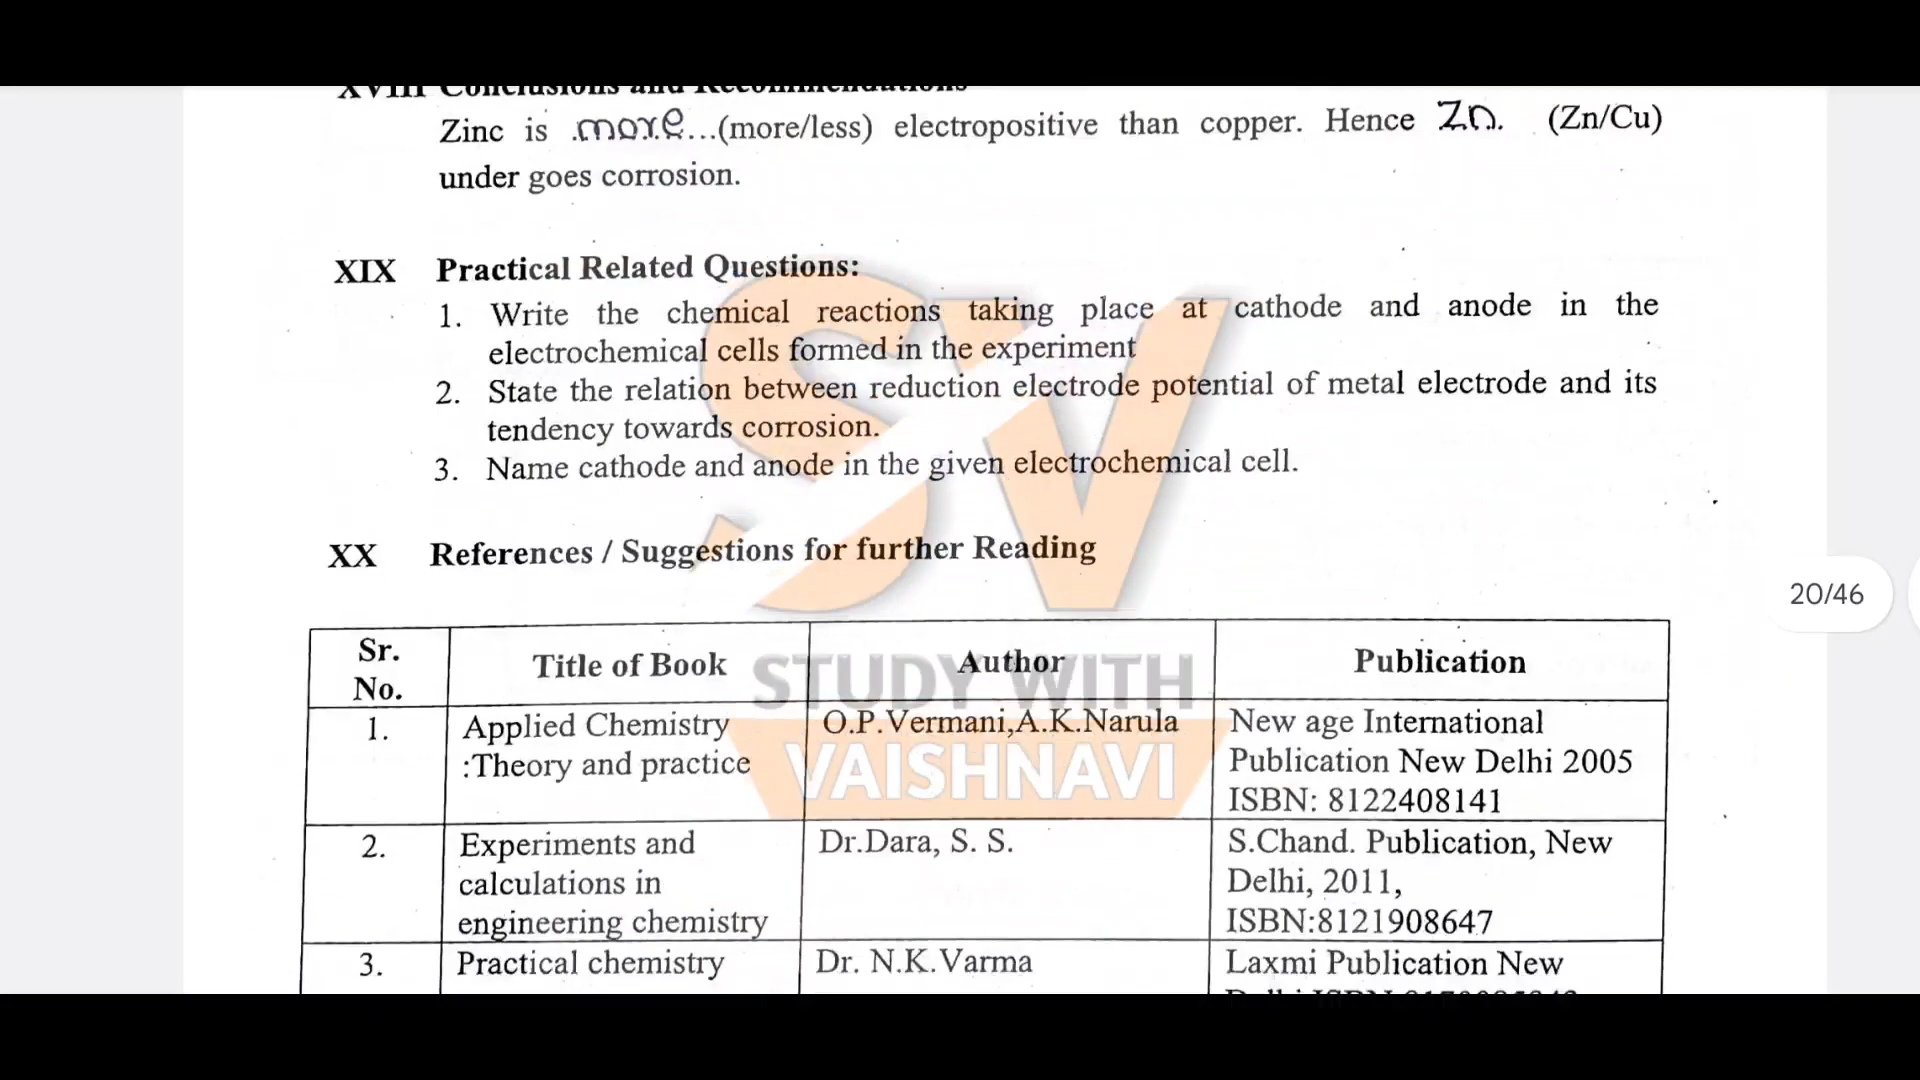 XVIII Conclusions and Recommendations
Zinc is more...(more/less) electropositive than copper. Hence Zn. (Zn/Cu)
under goes corrosion.
XIX Practical Related Questions:
1. Write the chemical reactions taking place at cathode and anode in the
electrochemical cells formed in the experiment
2. State the relation between reduction electrode potential of metal electrode and its
tendency towards corrosion.
3. Name cathode and anode in the given electrochemical cell.
XX References / Suggestions for further Reading
20/46
Sr.
No.
Title of Book
Author
Publication
STUDY WITH
VAISHNAVI
SV
1.
Applied Chemistry
:Theory and practice
O.P.Vermani,A.K.Narula
New age International
Publication New Delhi 2005
ISBN: 8122408141
2.
Experiments and
calculations in
engineering chemistry
Dr.Dara, S. S.
S.Chand. Publication, New
Delhi, 2011,
ISBN:8121908647
3.
Practical chemistry
Dr. N.K.Varma
Laxmi Publication New